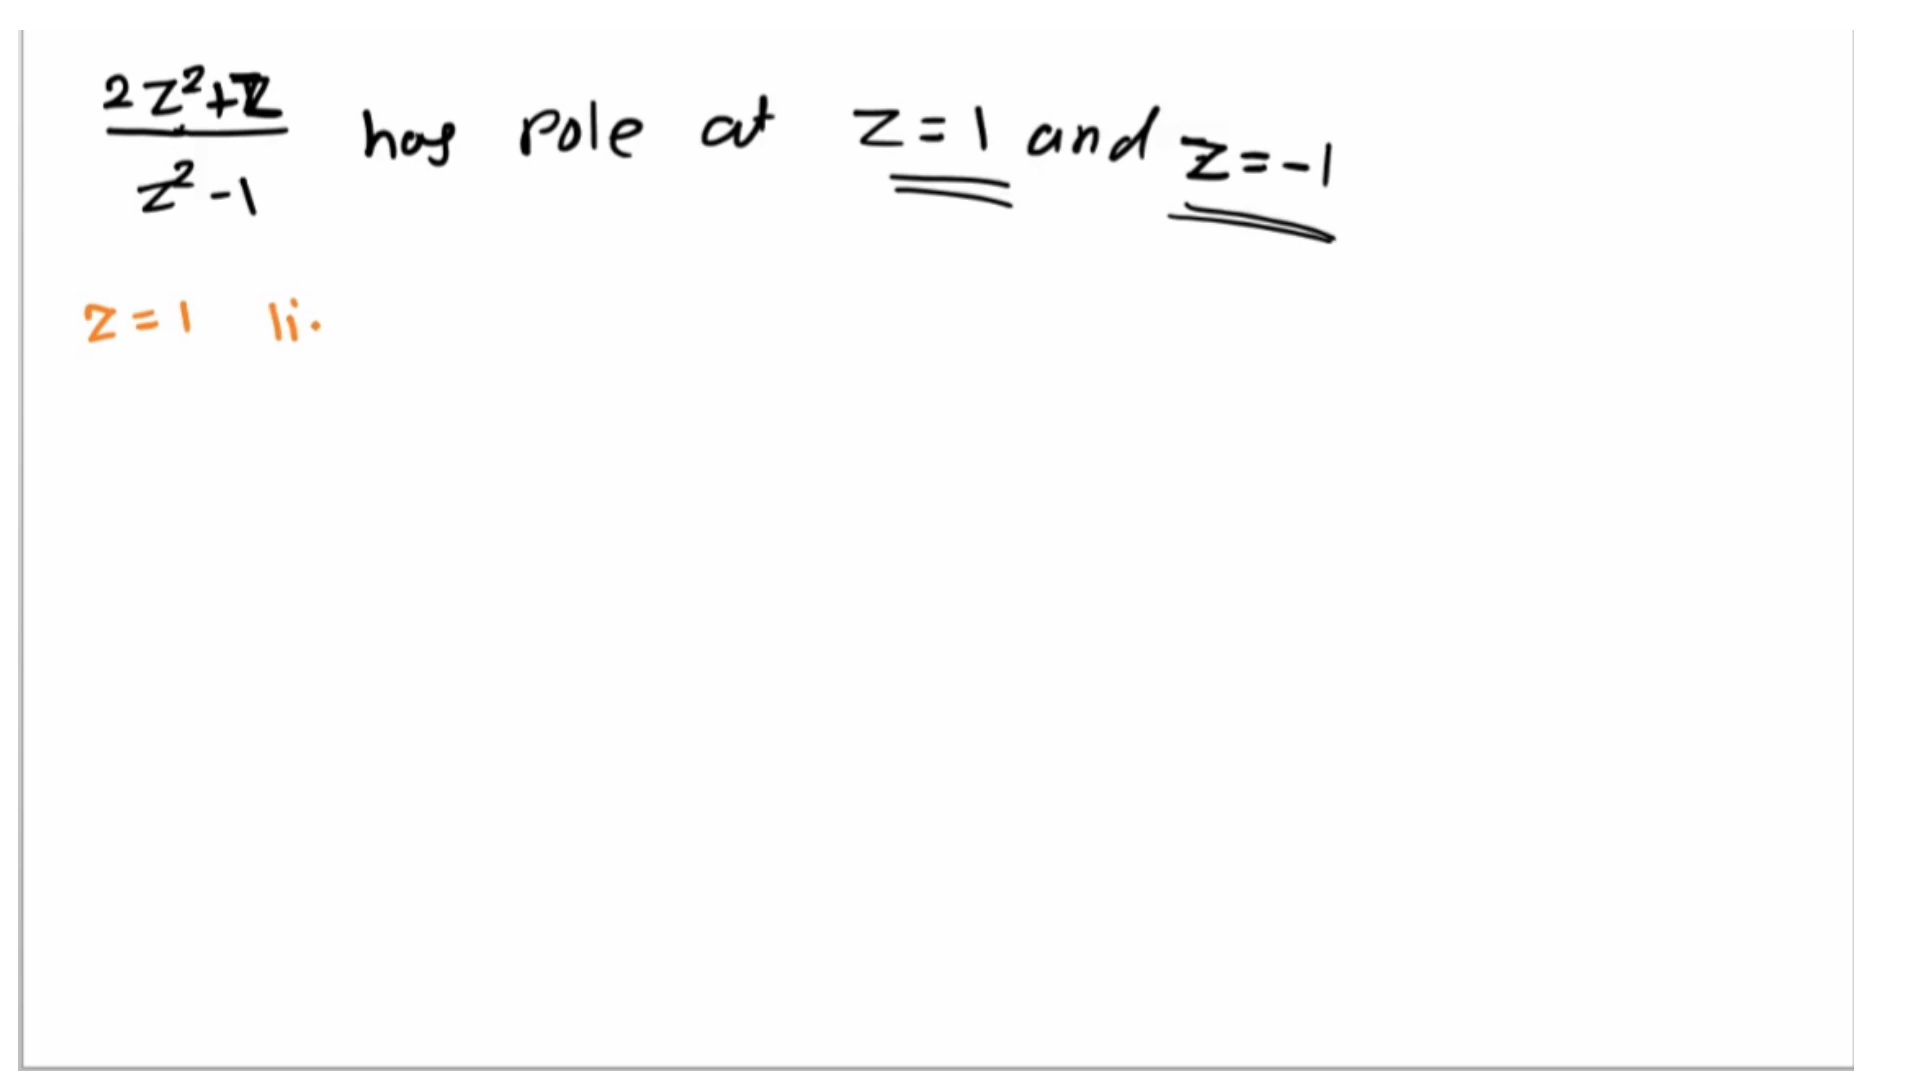 2z²+z/z²-1 has pole at z=1 and z=-1
z=1 li.